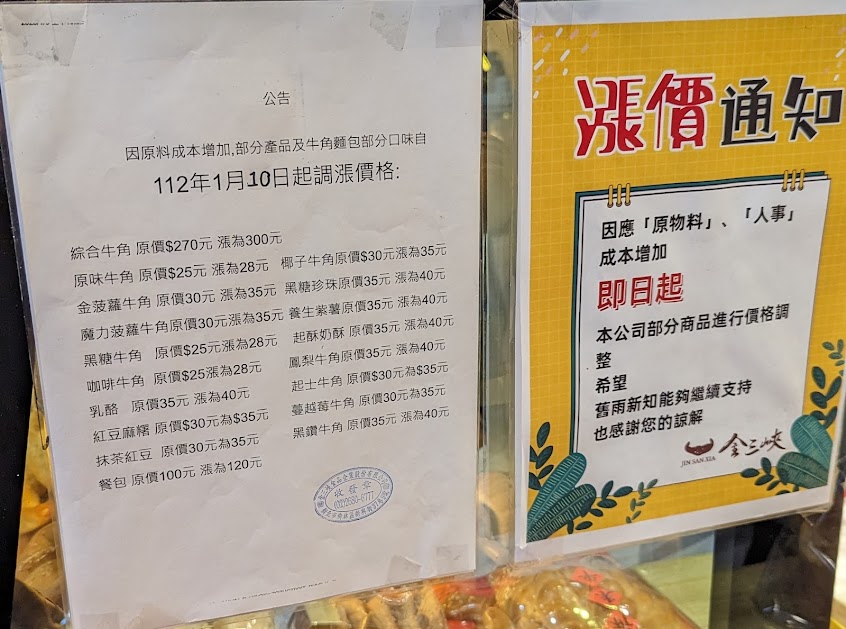 公告
因原料成本增加,部分產品及牛角麵包部分口味自
112年1月10日起調漲價格:
綜合牛角 原價$270元 漲為300元
原味牛角 原價$25元 漲為28元
金菠蘿牛角 原價30元 漲為35元
魔力菠蘿牛角原價30元漲為35元
黑糖牛角 原價$25元漲為28元
咖啡牛角 原價$25漲為28元
乳酪 原價35元 漲為40元
紅豆麻糬 原價$30元為$35元
抹茶紅豆 原價30元為35元
餐包 原價100元 漲為120元
椰子牛角原價$30元漲為35元
黑糖珍珠原價35元 漲為40元
養生紫薯原價35元 漲為40元
起酥奶酥 原價35元 漲為40元
鳳梨牛角原價35元 漲為40元
起士牛角 原價$30元為$35元
蔓越莓牛角 原價30元為35元
黑鑽牛角 原價35元 漲為40元
收發章
漲價通知
因應「原物料」、「人事」
成本增加
即日起
本公司部分商品進行價格調
整
希望
舊雨新知能夠繼續支持
也感謝您的諒解
金三峽
JIN SAN XIA